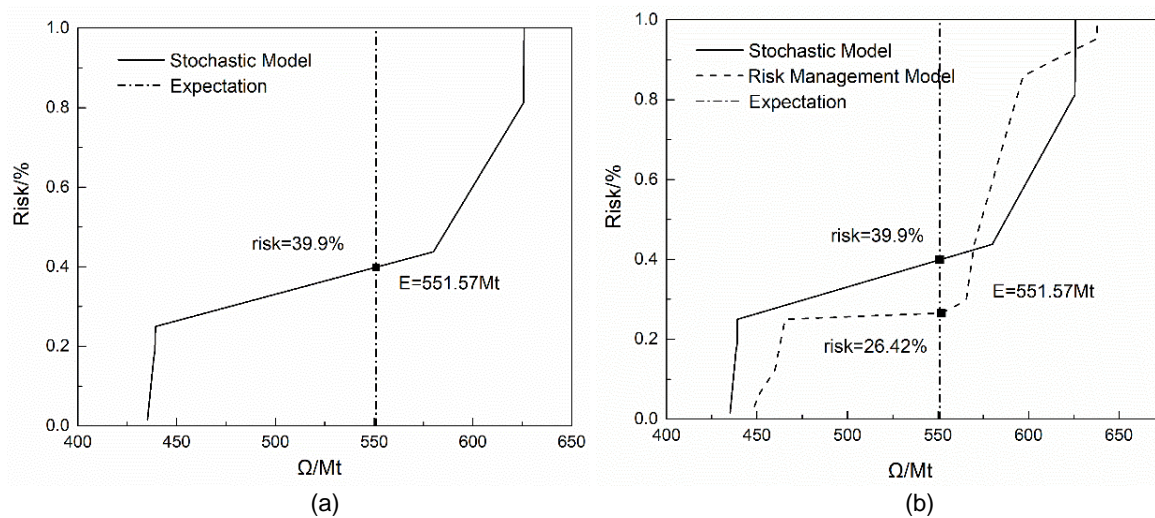 1.0
0.8
0.6
0.4
0.2
0.0
Risk/%
Stochastic Model
Expectation
risk=39.9%
E=551.57Mt
400 450 500 550 600 650
Ω/Mt
(a)
1.0
0.8
0.6
0.4
0.2
0.0
Risk/%
Stochastic Model
Risk Management Model
Expectation
risk=39.9%
E=551.57Mt
risk=26.42%
400 450 500 550 600 650
Ω/Mt
(b)